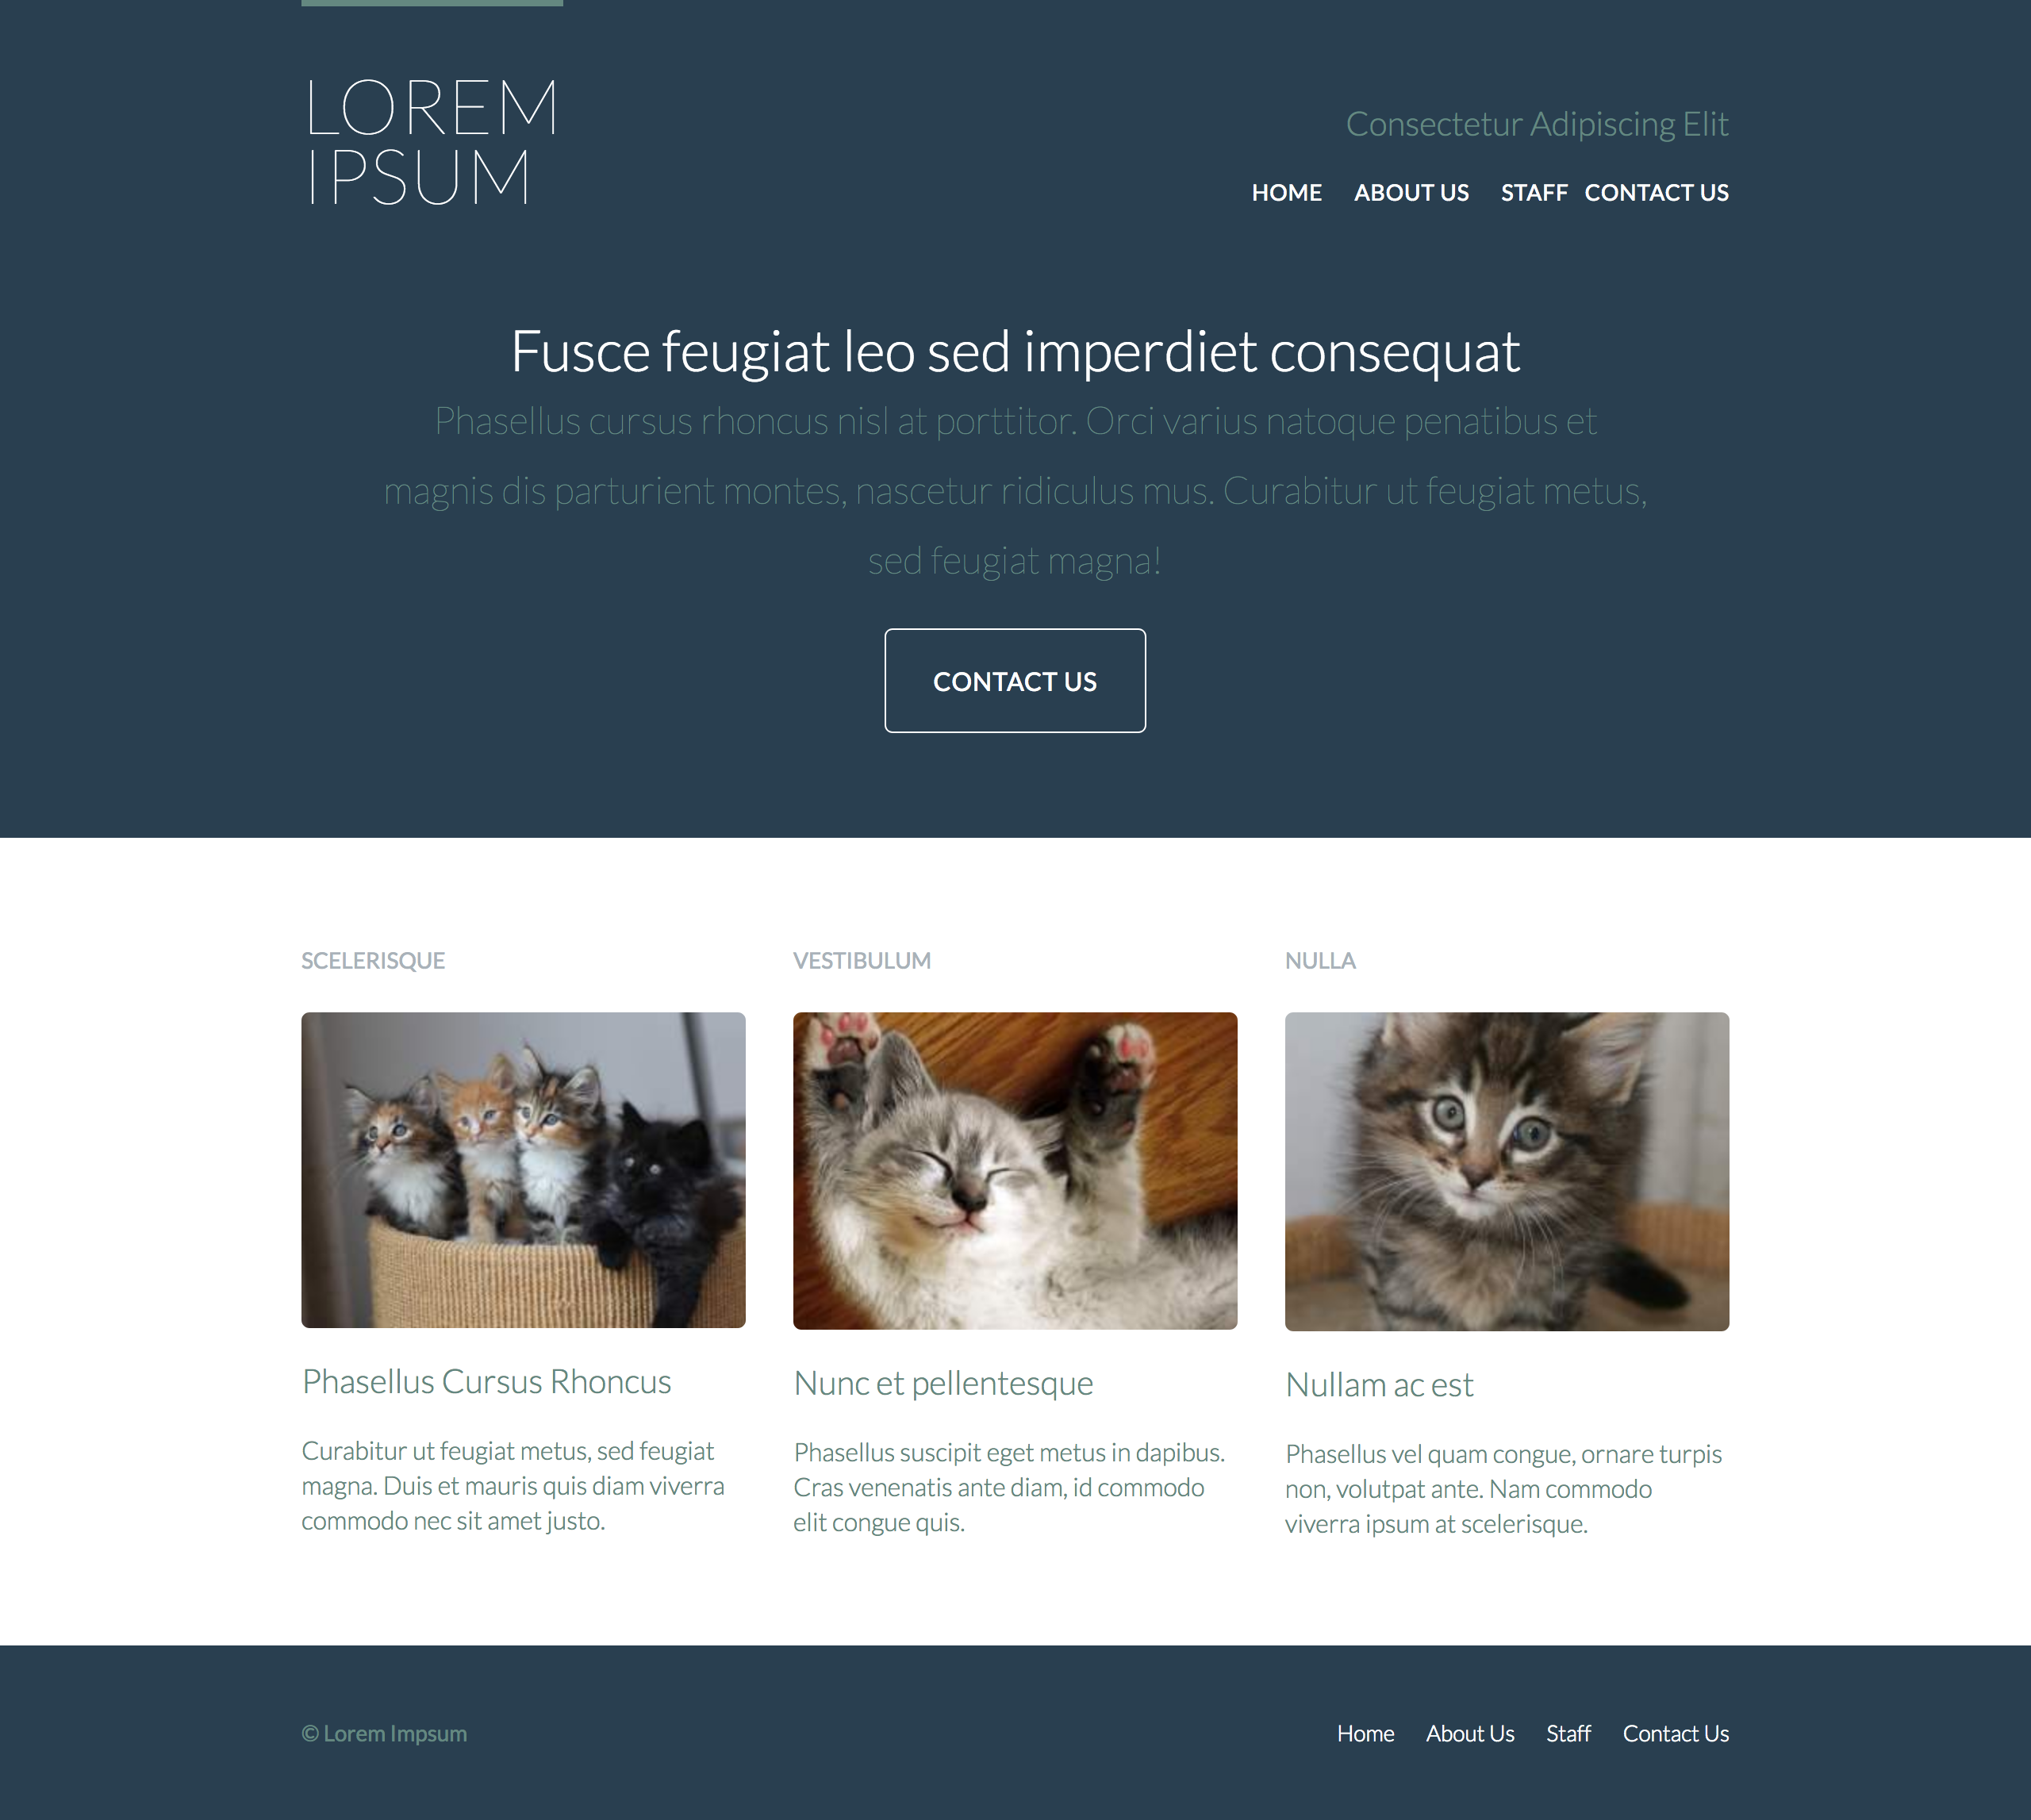 LOREM
IPSUM
Consectetur Adipiscing Elit
HOME ABOUT US STAFF CONTACT US
Fusce feugiat leo sed imperdiet consequat
Phasellus cursus rhoncus nisl at porttitor. Orci varius natoque penatibus et
magnis dis parturient montes, nascetur ridiculus mus. Curabitur ut feugiat metus,
sed feugiat magna!
CONTACT US
SCELERISQUE
Phasellus Cursus Rhoncus
Curabitur ut feugiat metus, sed feugiat
magna. Duis et mauris quis diam viverra
commodo nec sit amet justo.
VESTIBULUM
Nunc et pellentesque
Phasellus suscipit eget metus in dapibus.
Cras venenatis ante diam, id commodo
elit congue quis.
NULLA
Nullam ac est
Phasellus vel quam congue, ornare turpis
non, volutpat ante. Nam commodo
viverra ipsum at scelerisque.
© Lorem Impsum
Home About Us Staff Contact Us